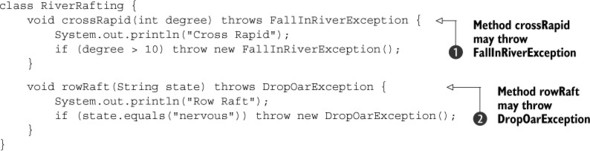 class RiverRafting {
    void crossRapid(int degree) throws FallInRiverException {
        System.out.println("Cross Rapid");
        if (degree > 10) throw new FallInRiverException();
    }
    void rowRaft(String state) throws DropOarException {
        System.out.println("Row Raft");
        if (state.equals("nervous")) throw new DropOarException();
    }
}
Method crossRapid
may throw
1 FallInRiverException
Method rowRaft
may throw
2 DropOarException